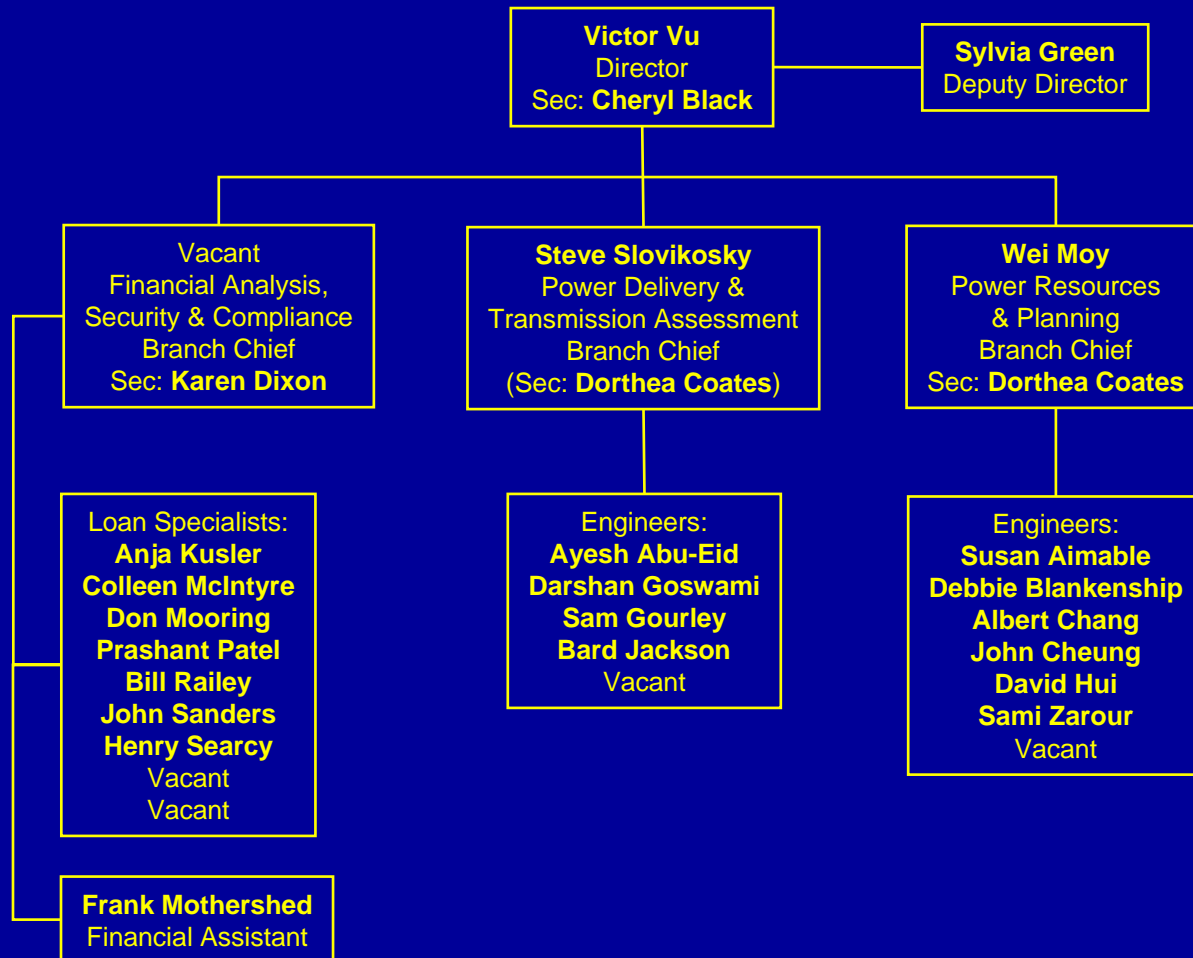 Victor Vu
Director
Sec: Cheryl Black
Sylvia Green
Deputy Director
Vacant
Financial Analysis,
Security & Compliance
Branch Chief
Sec: Karen Dixon
Steve Slovikosky
Power Delivery &
Transmission Assessment
Branch Chief
(Sec: Dorthea Coates)
Wei Moy
Power Resources
& Planning
Branch Chief
Sec: Dorthea Coates
Loan Specialists:
Anja Kusler
Colleen McIntyre
Don Mooring
Prashant Patel
Bill Railey
John Sanders
Henry Searcy
Vacant
Vacant
Engineers:
Ayesh Abu-Eid
Darshan Goswami
Sam Gourley
Bard Jackson
Vacant
Engineers:
Susan Aimable
Debbie Blankenship
Albert Chang
John Cheung
David Hui
Sami Zarour
Vacant
Frank Mothershed
Financial Assistant